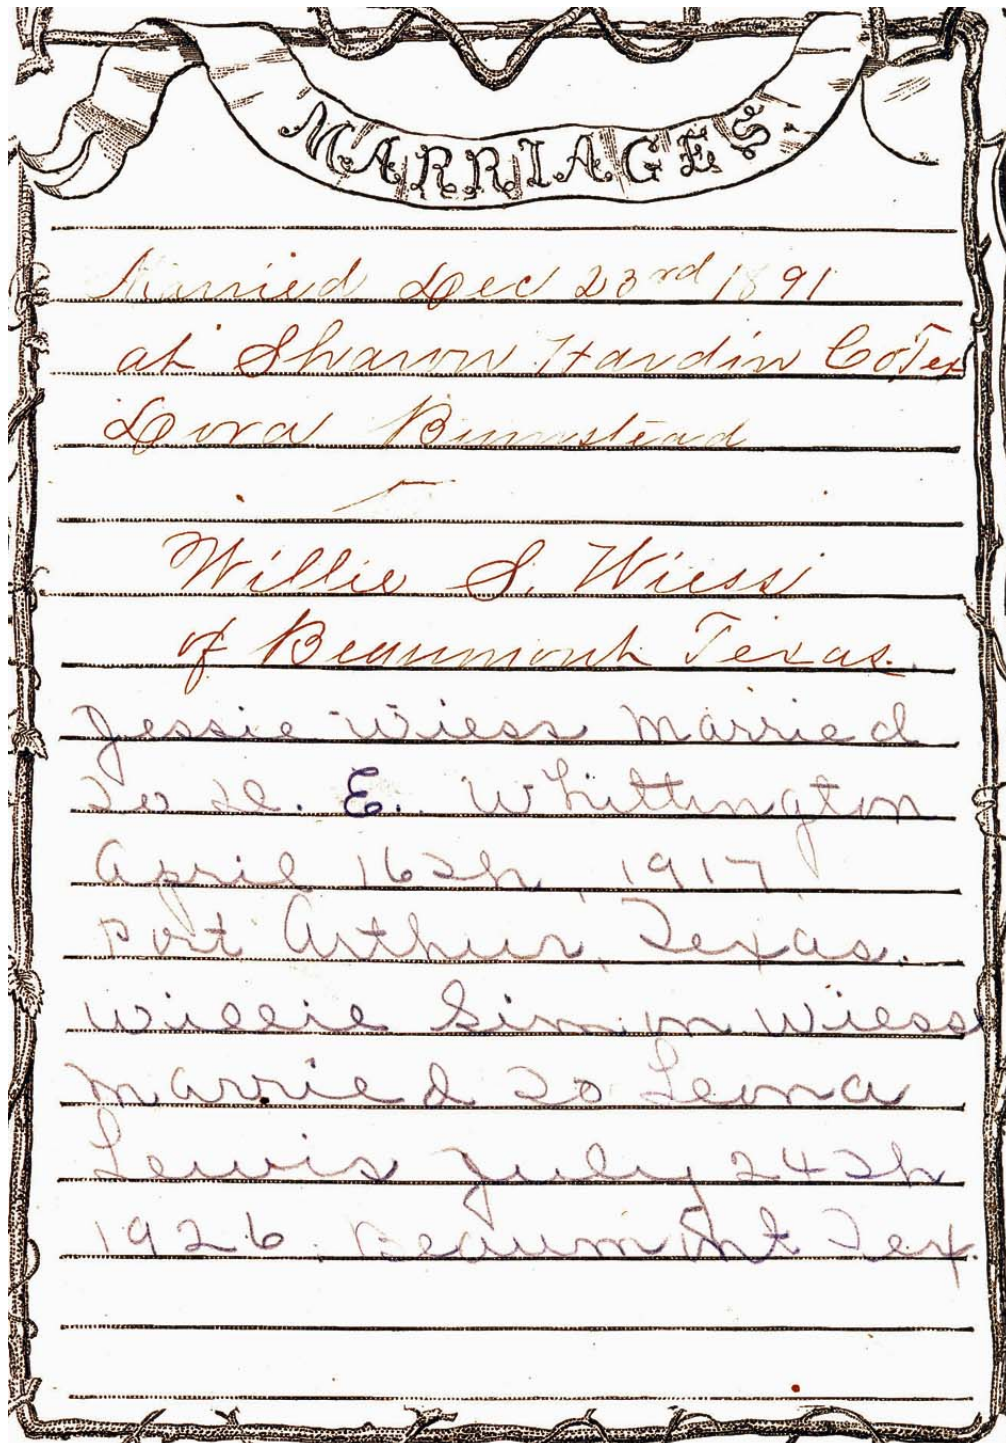 MARRIAGES
Married Dec 23rd 1891
at Sharon Hardin Co Tex
Dora Bumstead
Willie S. Wiess
of Beaumont Texas.
Jessie Wiess Married
To E. Whittington
April 16th, 1917
Port Arthur, Texas.
Willie Simon Wiess
Married to Leona
Lewis July 24th
1926. Beaumont Tex.